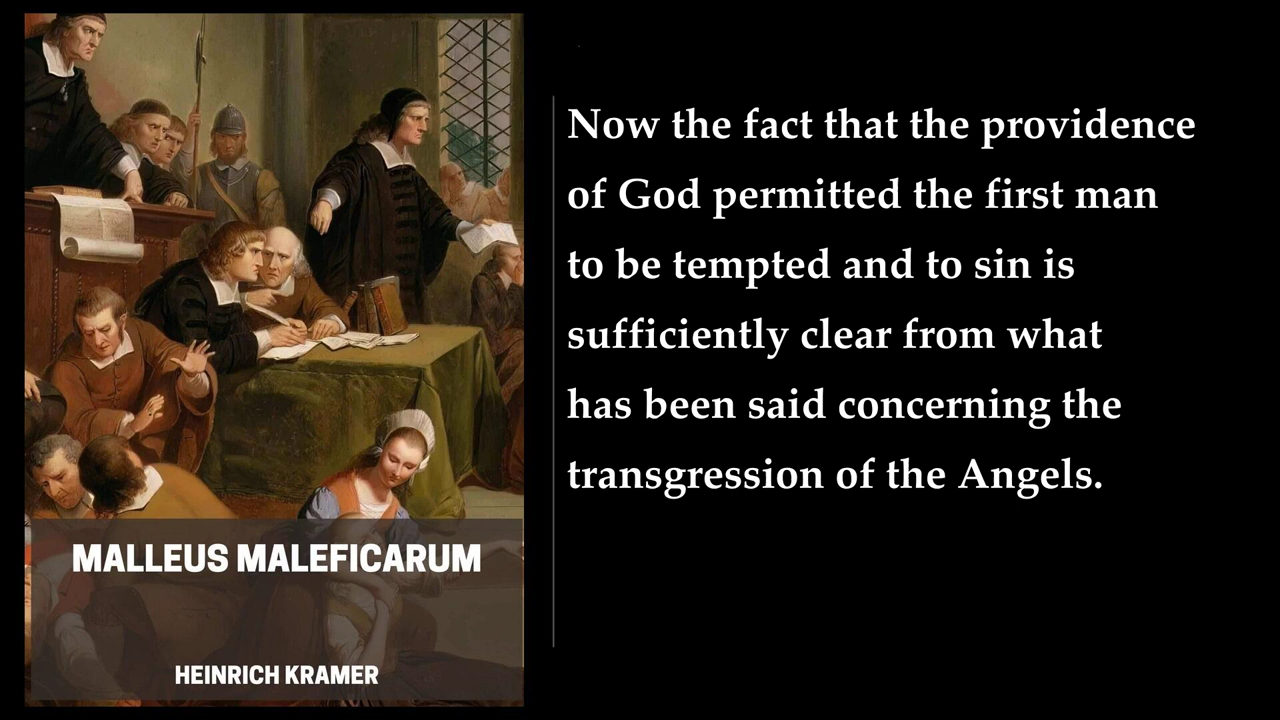 MALLEUS MALEFICARUM
HEINRICH KRAMER
Now the fact that the providence
of God permitted the first man
to be tempted and to sin is
sufficiently clear from what
has been said concerning the
transgression of the Angels.